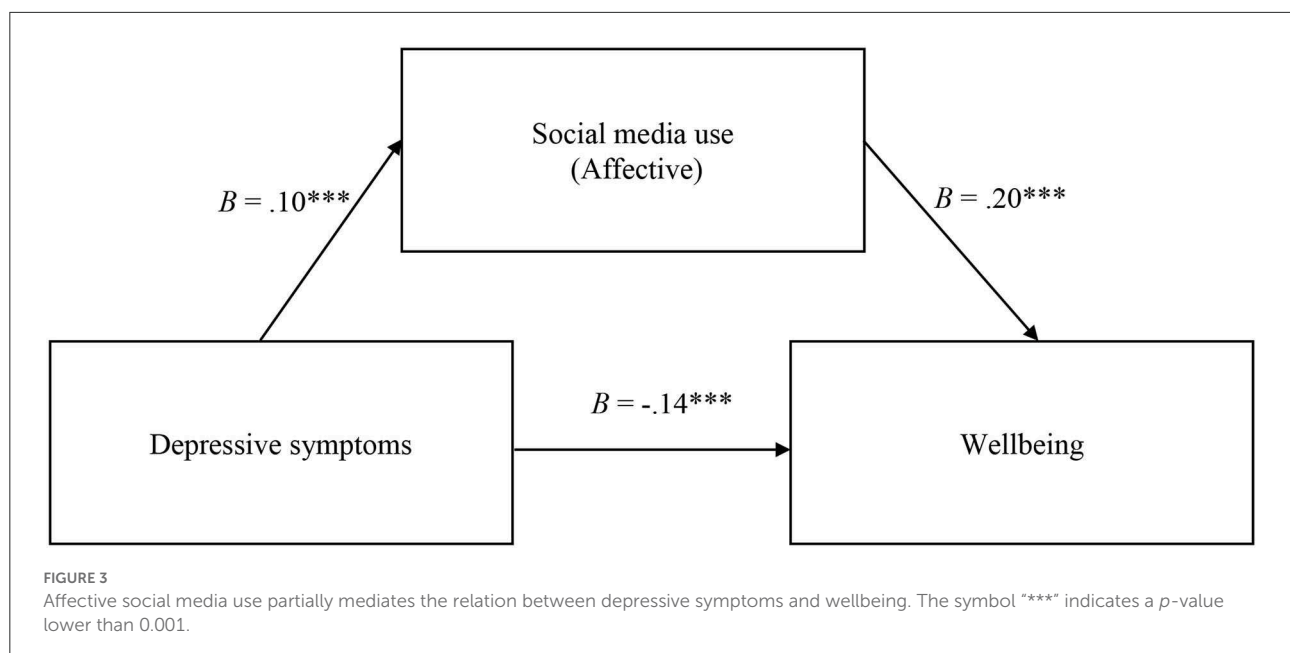 Social media use
(Affective)
B = .10***
B = .20***
B = -.14***
Depressive symptoms
Wellbeing
FIGURE 3
Affective social media use partially mediates the relation between depressive symptoms and wellbeing. The symbol "***" indicates a p-value
lower than 0.001.